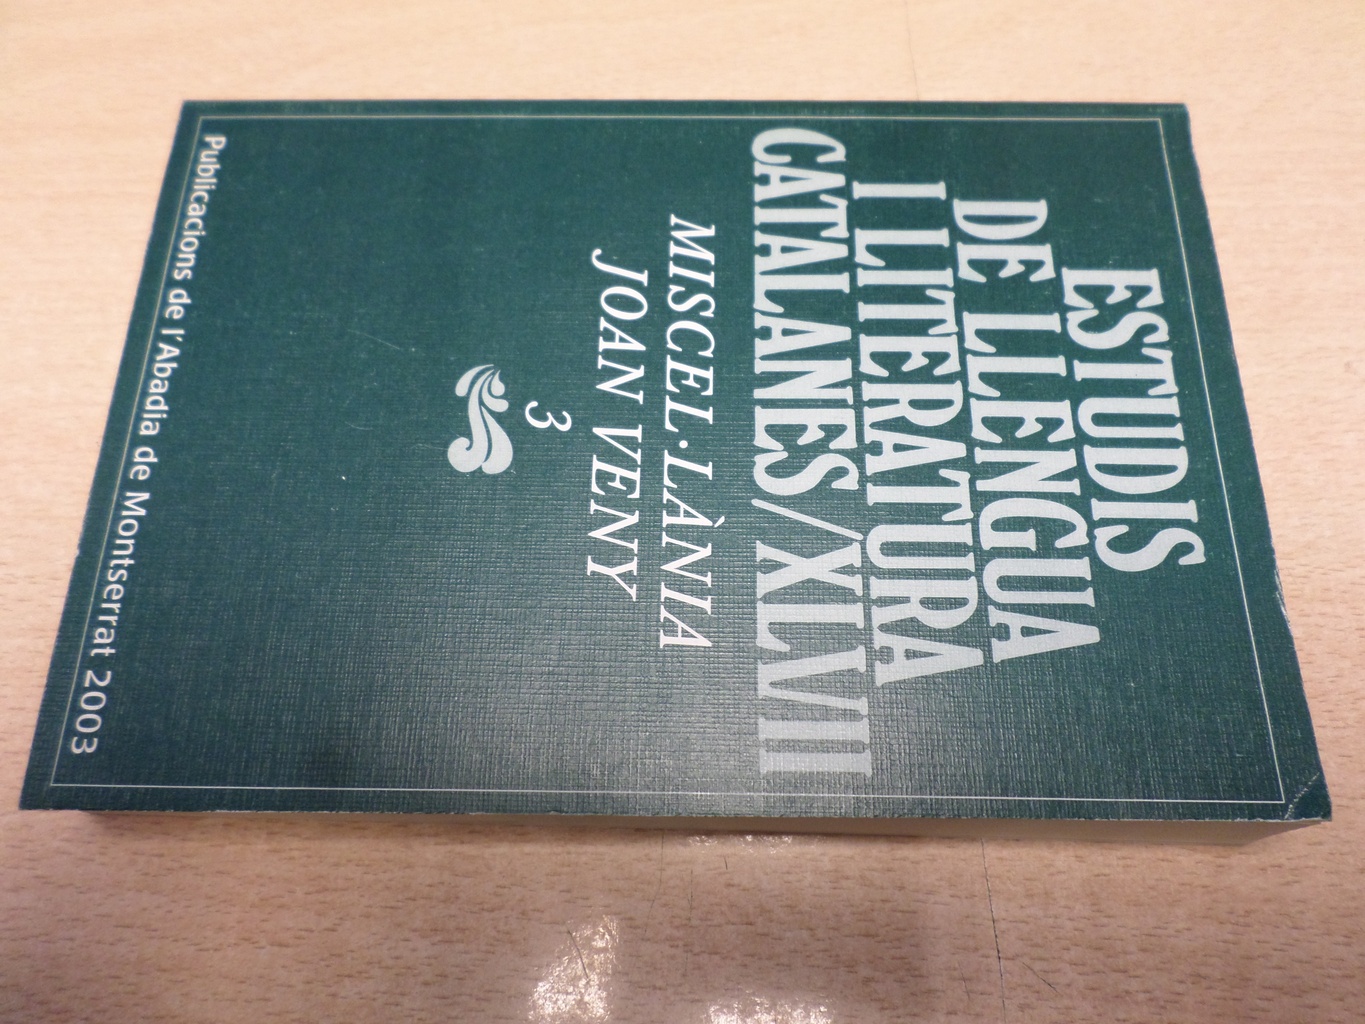 ESTUDIS
DE LLENGUA
I LITERATURA
CATALANES/XLVII
MISCEL·LÀNIA
JOAN VENY
3
Publicacions de l'Abadia de Montserrat 2003